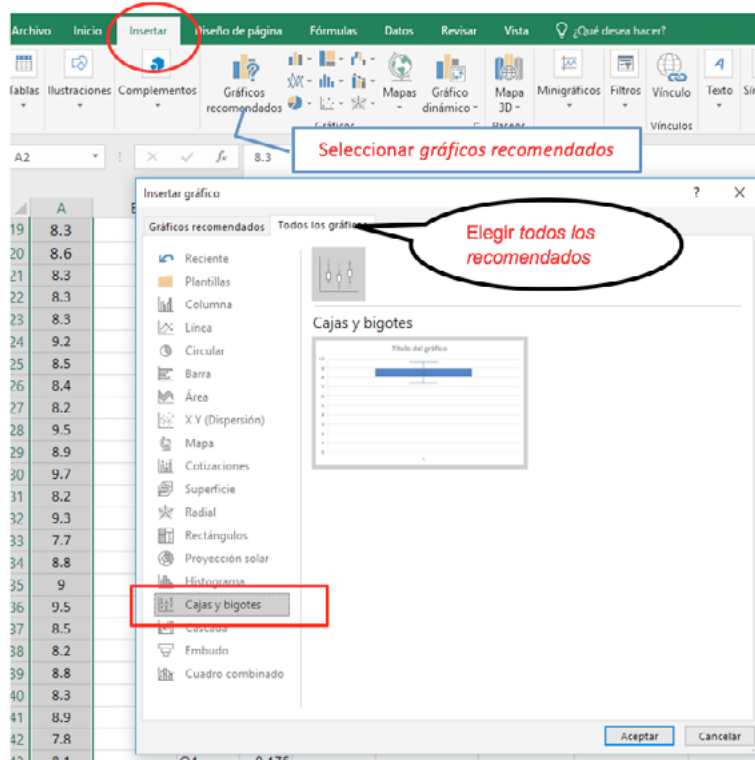 Archivo Inicio Insertar Diseño de página Fórmulas Datos Revisar Vista ¿Qué desea hacer?
Tablas Ilustraciones Complementos Gráficos recomendados Mapas Gráfico dinámico Mapa 3D Minigráficos Filtros Vínculo Texto
Gráficos Paseos Vínculos
Seleccionar gráficos recomendados
A2 fx 8.3
Insertar gráfico ? ×
A
Gráficos recomendados Todos los gráficos
Elegir todos los
recomendados
19 8.3
20 8.6
21 8.3
22 8.3
23 8.3
24 9.2
25 8.5
26 8.4
27 8.2
28 9.5
29 8.9
30 9.7
31 8.2
32 9.3
33 7.7
34 8.8
35 9
36 9.5
37 8.5
38 8.2
39 8.8
40 8.3
41 8.9
42 7.8
Reciente
Plantillas
Columna
Línea
Circular
Barra
Área
X Y (Dispersión)
Mapa
Cotizaciones
Superficie
Radial
Rectángulos
Proyección solar
Histograma
Cajas y bigotes
Cascada
Embudo
Cuadro combinado
Cajas y bigotes
Título del gráfico
Aceptar Cancelar